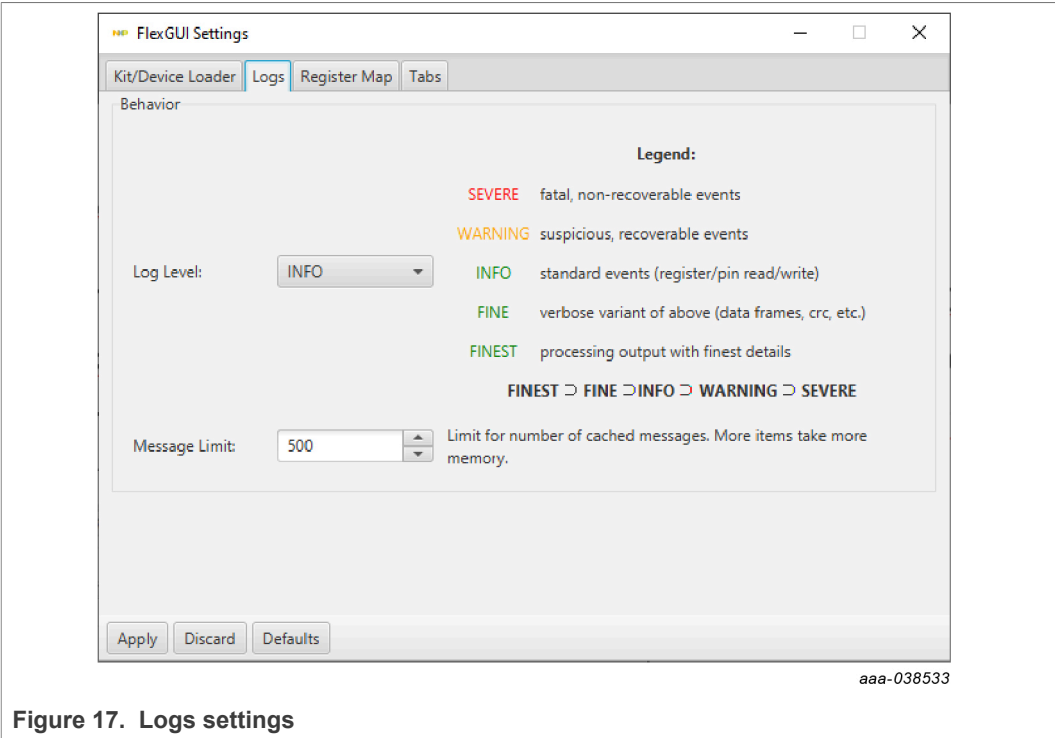 NXP FlexGUI Settings
Kit/Device Loader Logs Register Map Tabs
Behavior
Legend:
SEVERE fatal, non-recoverable events
WARNING suspicious, recoverable events
Log Level: INFO INFO standard events (register/pin read/write)
FINE verbose variant of above (data frames, crc, etc.)
FINEST processing output with finest details
FINEST ⊃ FINE ⊃INFO ⊃ WARNING ⊃ SEVERE
Message Limit: 500 Limit for number of cached messages. More items take more
memory.
Apply Discard Defaults
aaa-038533
Figure 17. Logs settings